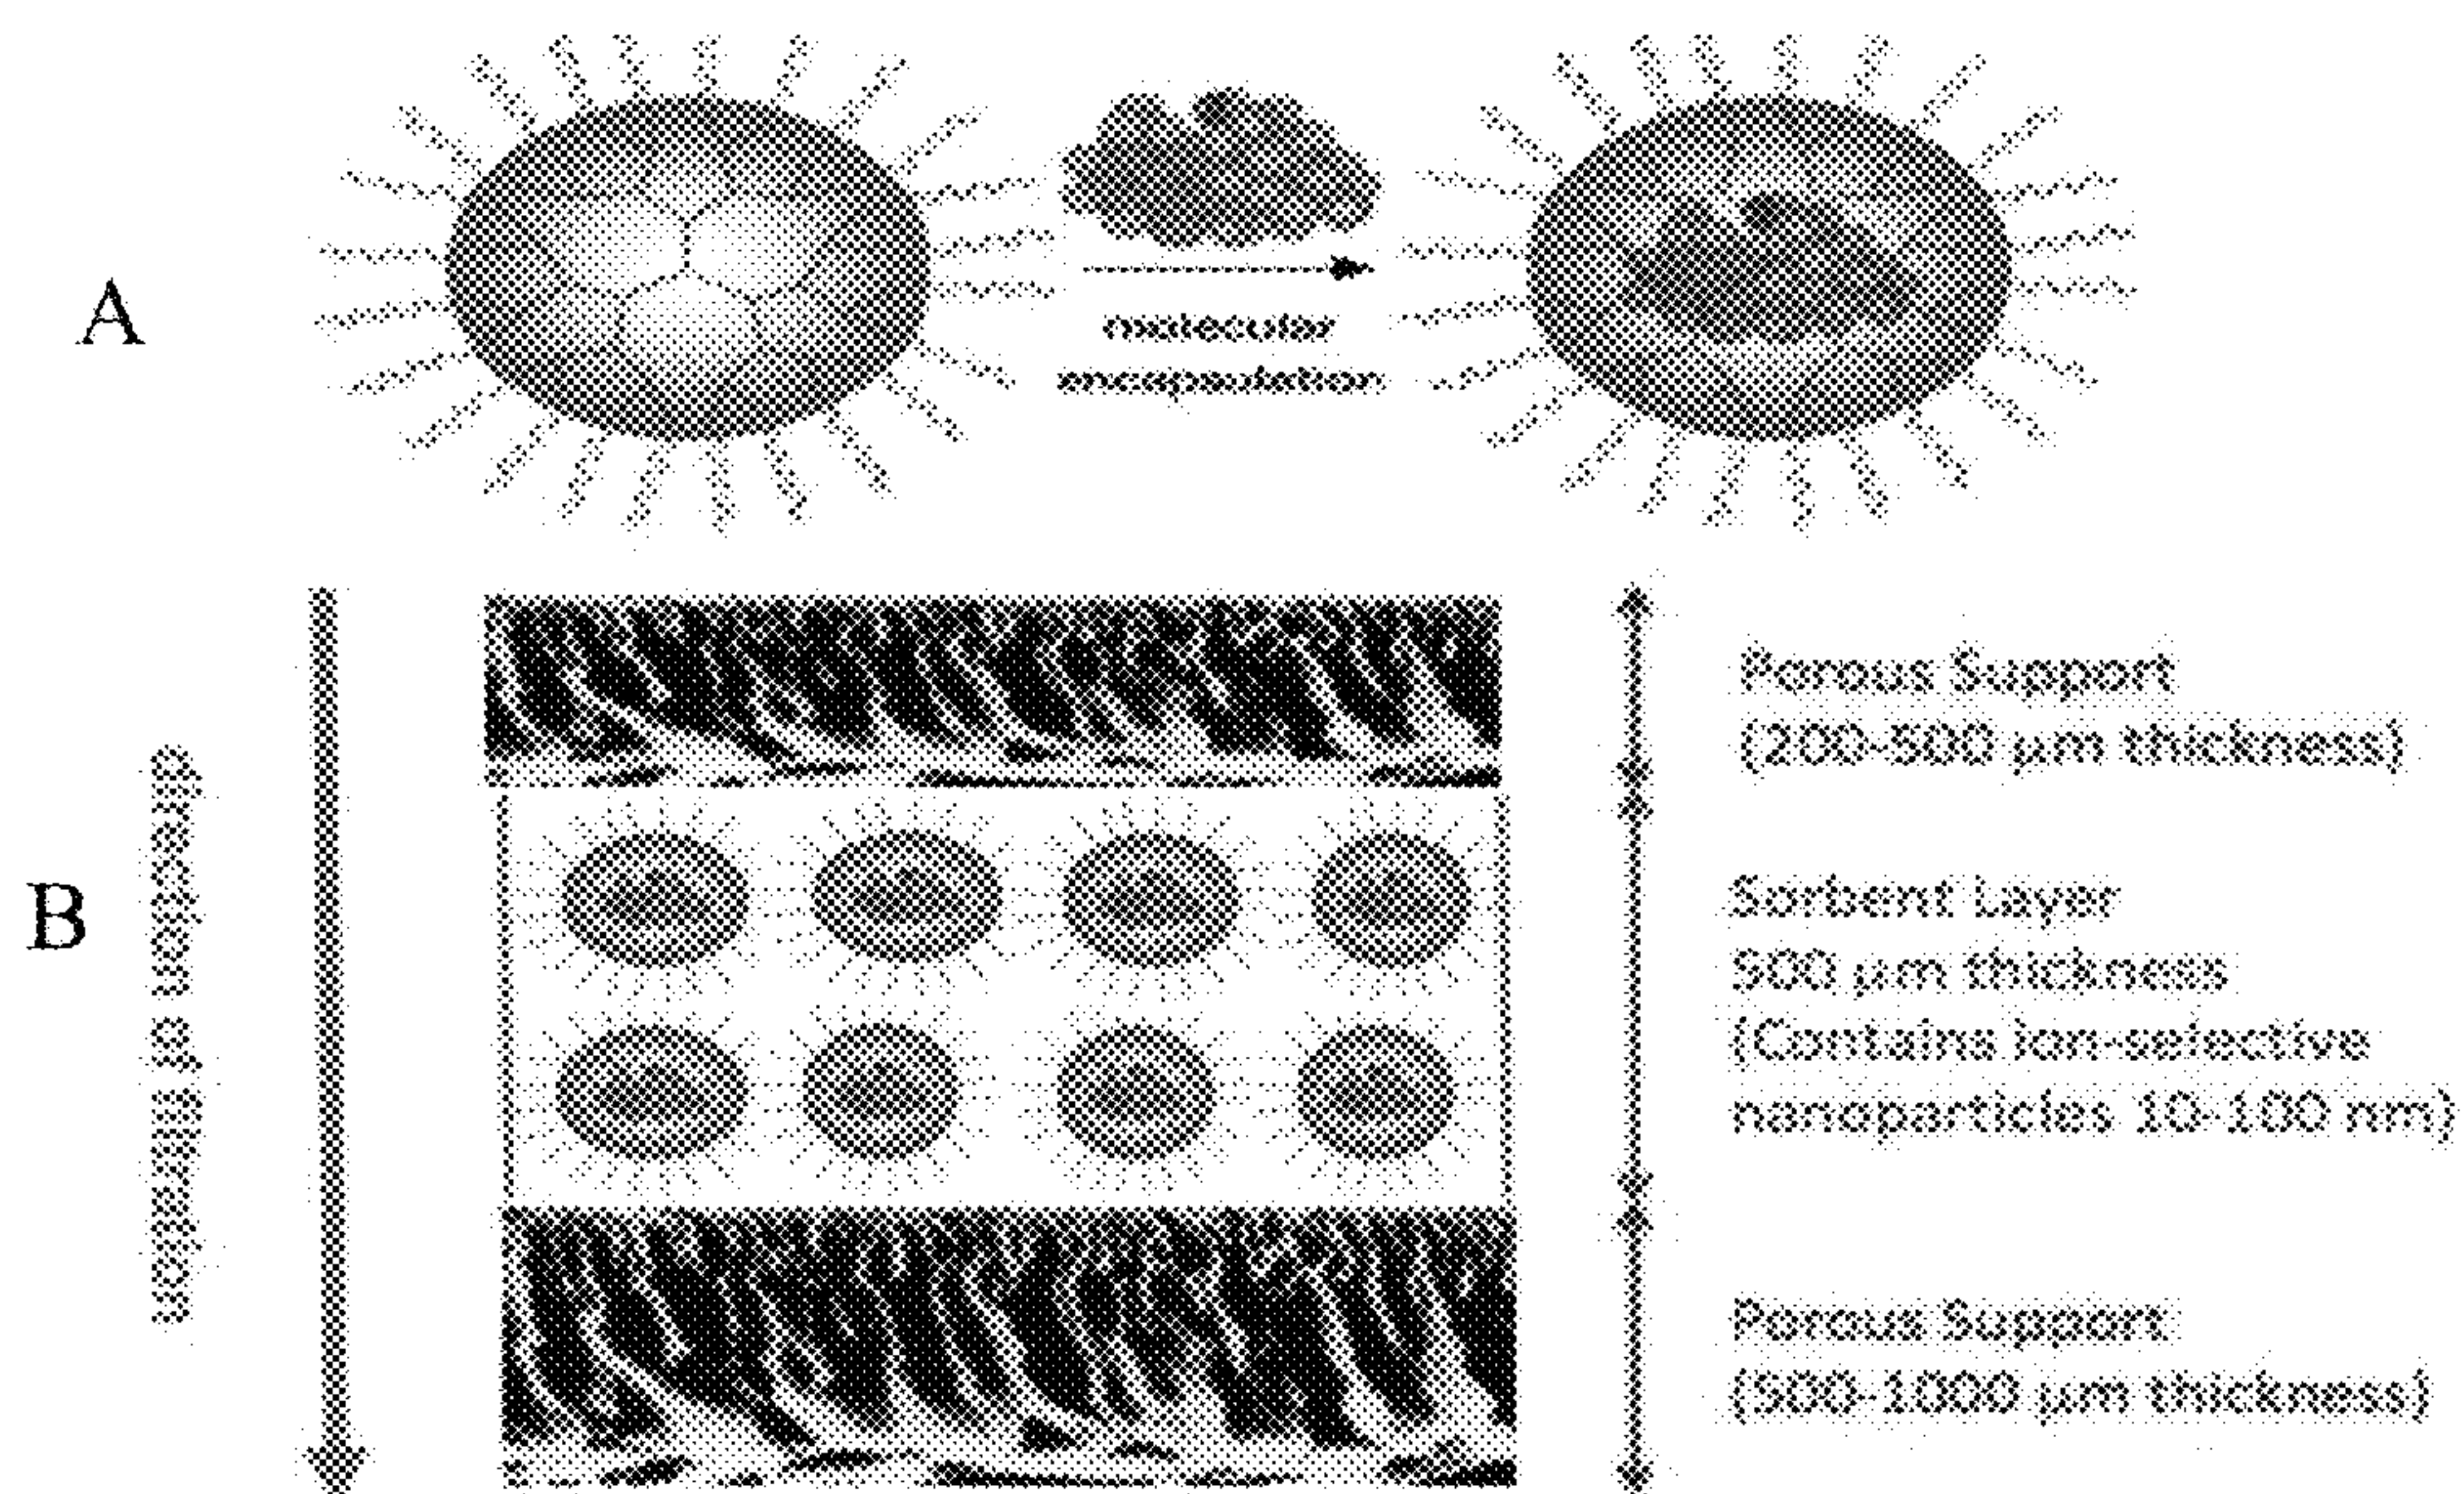 A
molecular
encapsulation
B
Porous Support
(200-500 μm thickness)
Sorbent Layer
500 μm thickness
(Contains ion-selective
nanoparticles 10-100 nm)
Porous Support
(500-1000 μm thickness)